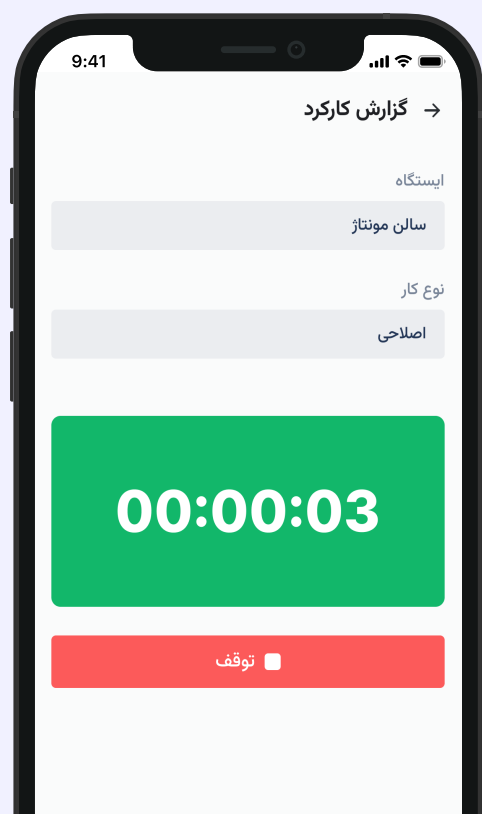 9:41
گزارش کارکرد
ایستگاه
سالن مونتاژ
نوع کار
اصلاحی
00:00:03
توقف